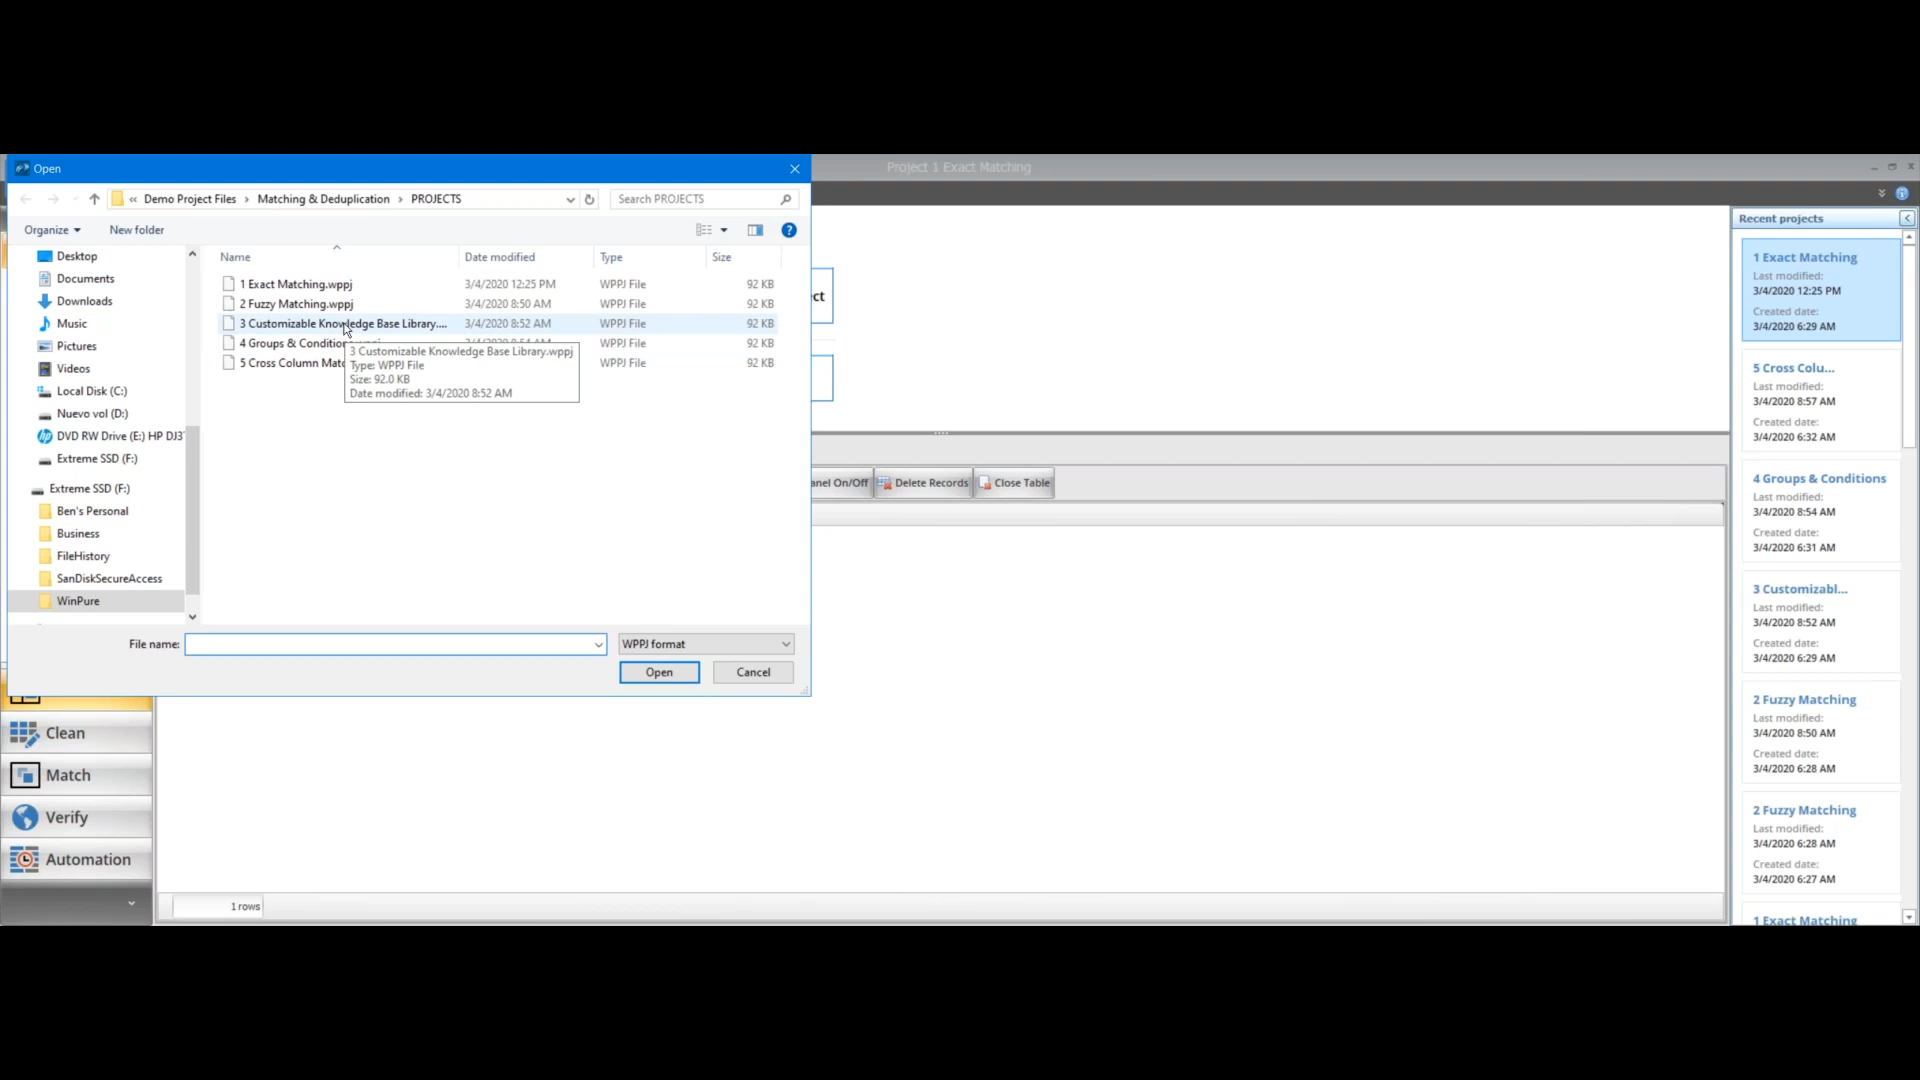 Open
Project 1 Exact Matching
« Demo Project Files > Matching & Deduplication > PROJECTS
Search PROJECTS
Organize
New folder
Desktop
Documents
Downloads
Music
Pictures
Videos
Local Disk (C:)
Nuevo vol (D:)
DVD RW Drive (E:) HP DJ3
Extreme SSD (F:)
Extreme SSD (F:)
Ben's Personal
Business
FileHistory
SanDiskSecureAccess
WinPure
Name Date modified Type Size
1 Exact Matching.wppj 3/4/2020 12:25 PM WPPJ File 92 KB
2 Fuzzy Matching.wppj 3/4/2020 8:50 AM WPPJ File 92 KB
3 Customizable Knowledge Base Library.... 3/4/2020 8:52 AM WPPJ File 92 KB
4 Groups & Conditions.wppj 3/4/2020 8:54 AM WPPJ File 92 KB
5 Cross Column Matc WPPJ File 92 KB
3 Customizable Knowledge Base Library.wppj
Type: WPPJ File
Size: 92.0 KB
Date modified: 3/4/2020 8:52 AM
File name:
WPPJ format
Open
Cancel
ct
anel On/Off
Delete Records
Close Table
Clean
Match
Verify
Automation
1 rows
Recent projects
1 Exact Matching
Last modified:
3/4/2020 12:25 PM
Created date:
3/4/2020 6:29 AM
5 Cross Colu...
Last modified:
3/4/2020 8:57 AM
Created date:
3/4/2020 6:32 AM
4 Groups & Conditions
Last modified:
3/4/2020 8:54 AM
Created date:
3/4/2020 6:31 AM
3 Customizabl...
Last modified:
3/4/2020 8:52 AM
Created date:
3/4/2020 6:29 AM
2 Fuzzy Matching
Last modified:
3/4/2020 8:50 AM
Created date:
3/4/2020 6:28 AM
2 Fuzzy Matching
Last modified:
3/4/2020 6:28 AM
Created date:
3/4/2020 6:27 AM
1 Exact Matching